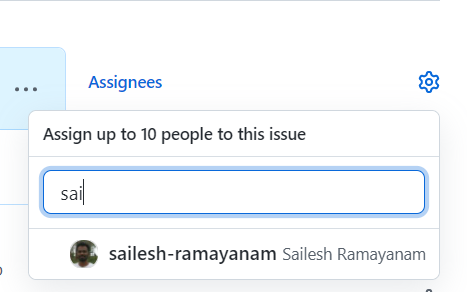 ... Assignees
Assign up to 10 people to this issue
sai
sailesh-ramayanam Sailesh Ramayanam